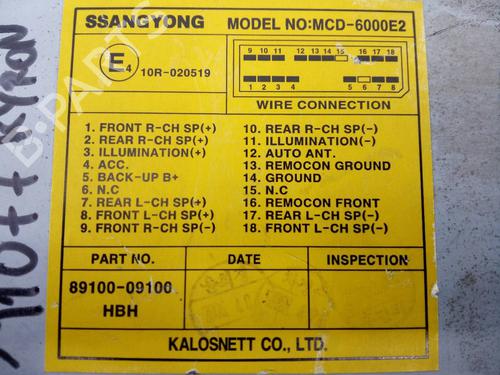 SSANGYONG MODEL NO:MCD-6000E2
E4 10R-020519
9 10 11 12 13 14 15 16 17 18
1 2 3 4 5 6 7 8
WIRE CONNECTION
1. FRONT R-CH SP(+)
2. REAR R-CH SP(+)
3. ILLUMINATION(+)
4. ACC.
5. BACK-UP B+
6. N.C
7. REAR L-CH SP(+)
8. FRONT L-CH SP(+)
9. FRONT R-CH SP(-)
10. REAR R-CH SP(-)
11. ILLUMINATION(-)
12. AUTO ANT.
13. REMOCON GROUND
14. GROUND
15. N.C
16. REMOCON FRONT
17. REAR L-CH SP(-)
18. FRONT L-CH SP(-)
PART NO. DATE INSPECTION
89100-09100
HBH
KALOSNETT CO., LTD.
KYRON
B-PARTS